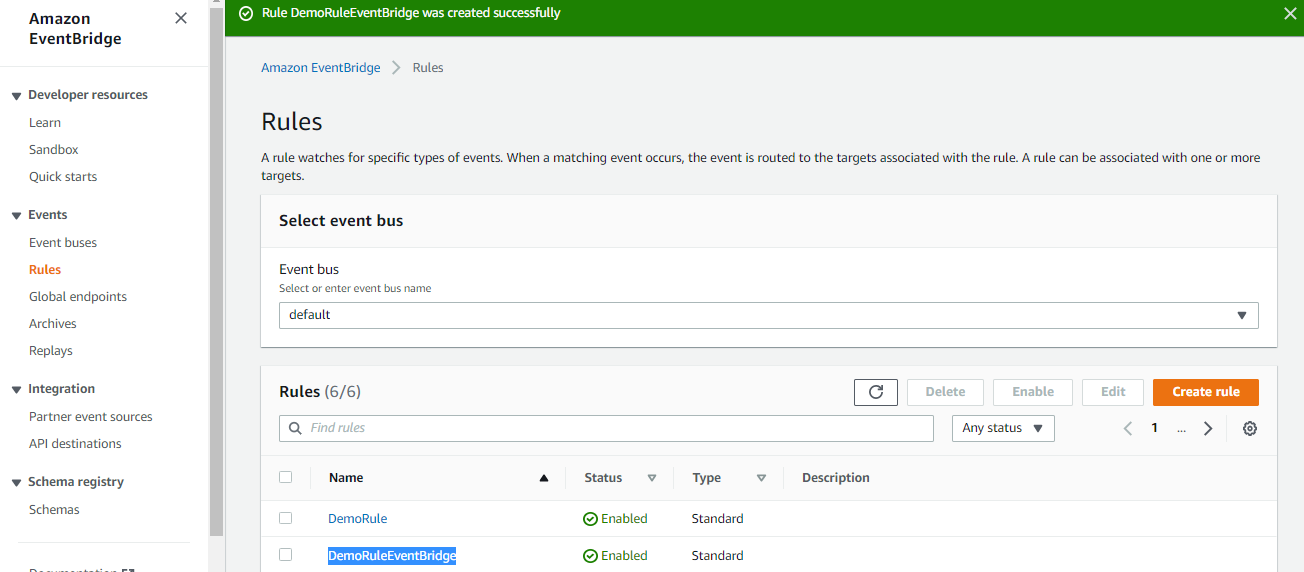 Amazon
EventBridge
Developer resources
Learn
Sandbox
Quick starts
Events
Event buses
Rules
Global endpoints
Archives
Replays
Integration
Partner event sources
API destinations
Schema registry
Schemas
Documentation
Rule DemoRuleEventBridge was created successfully
Amazon EventBridge > Rules
Rules
A rule watches for specific types of events. When a matching event occurs, the event is routed to the targets associated with the rule. A rule can be associated with one or more
targets.
Select event bus
Event bus
Select or enter event bus name
default
Rules (6/6) Delete Enable Edit Create rule
Find rules Any status 1 ...
Name Status Type Description
DemoRule Enabled Standard
DemoRuleEventBridge Enabled Standard